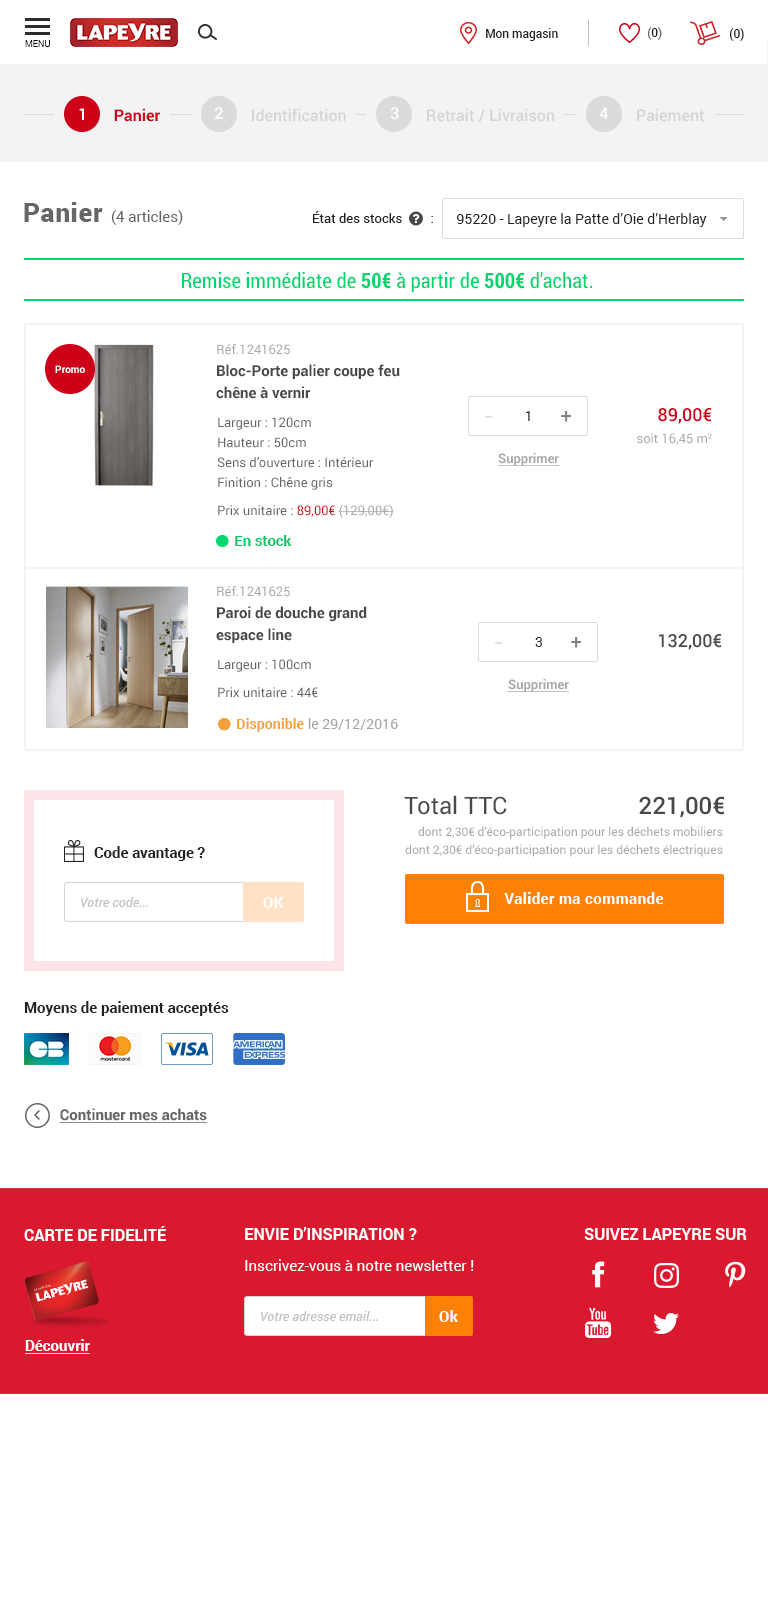 MENU
LAPEYRE
Mon magasin
(0)
(0)
1 Panier
2 Identification
3 Retrait / Livraison
4 Paiement
Panier (4 articles)
État des stocks ? :
95220 - Lapeyre la Patte d'Oie d'Herblay
Remise immédiate de 50€ à partir de 500€ d'achat.
Promo
Réf.1241625
Bloc-Porte palier coupe feu
chêne à vernir
Largeur : 120cm
Hauteur : 50cm
Sens d'ouverture : Intérieur
Finition : Chêne gris
Prix unitaire : 89,00€ (129,00€)
En stock
- 1 +
Supprimer
89,00€
soit 16,45 m²
Réf.1241625
Paroi de douche grand
espace line
Largeur : 100cm
Prix unitaire : 44€
Disponible le 29/12/2016
- 3 +
Supprimer
132,00€
Code avantage ?
Votre code...
OK
Total TTC 221,00€
dont 2,30€ d'éco-participation pour les déchets mobiliers
dont 2,30€ d'éco-participation pour les déchets électriques
Valider ma commande
Moyens de paiement acceptés
CB
mastercard
VISA
AMERICAN
EXPRESS
Continuer mes achats
CARTE DE FIDELITÉ
LAPEYRE
Découvrir
ENVIE D'INSPIRATION ?
Inscrivez-vous à notre newsletter !
Votre adresse email...
Ok
SUIVEZ LAPEYRE SUR
You
Tube